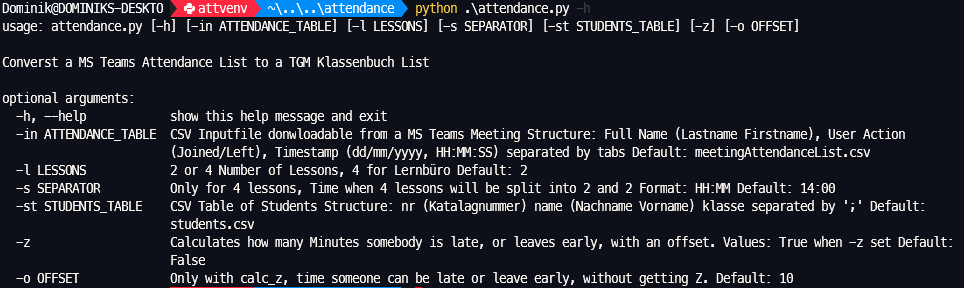 Dominik@DOMINIKS-DESKTO attvenv ~\..\..\attendance python .\attendance.py -h
usage: attendance.py [-h] [-in ATTENDANCE_TABLE] [-l LESSONS] [-s SEPARATOR] [-st STUDENTS_TABLE] [-z] [-o OFFSET]
Converst a MS Teams Attendance List to a TGM Klassenbuch List
optional arguments:
-h, --help show this help message and exit
-in ATTENDANCE_TABLE CSV Inputfile donwloadable from a MS Teams Meeting Structure: Full Name (Lastname Firstname), User Action
(Joined/Left), Timestamp (dd/mm/yyyy, HH:MM:SS) separated by tabs Default: meetingAttendanceList.csv
-l LESSONS 2 or 4 Number of Lessons, 4 for Lernbüro Default: 2
-s SEPARATOR Only for 4 lessons, Time when 4 lessons will be split into 2 and 2 Format: HH:MM Default: 14:00
-st STUDENTS_TABLE CSV Table of Students Structure: nr (Katalagnummer) name (Nachname Vorname) klasse separated by ';' Default:
students.csv
-z Calculates how many Minutes somebody is late, or leaves early, with an offset. Values: True when -z set Default:
False
-o OFFSET Only with calc_z, time someone can be late or leave early, without getting Z. Default: 10